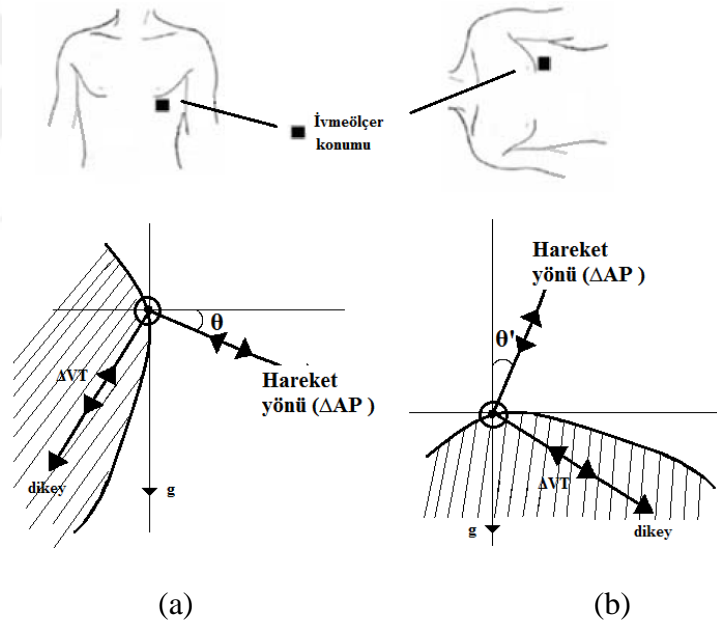 İvmeölçer
konumu
θ
ΔVT
Hareket
yönü (ΔAP )
dikey
g
(a)
Hareket
yönü (ΔAP )
θ'
ΔVT
g
dikey
(b)